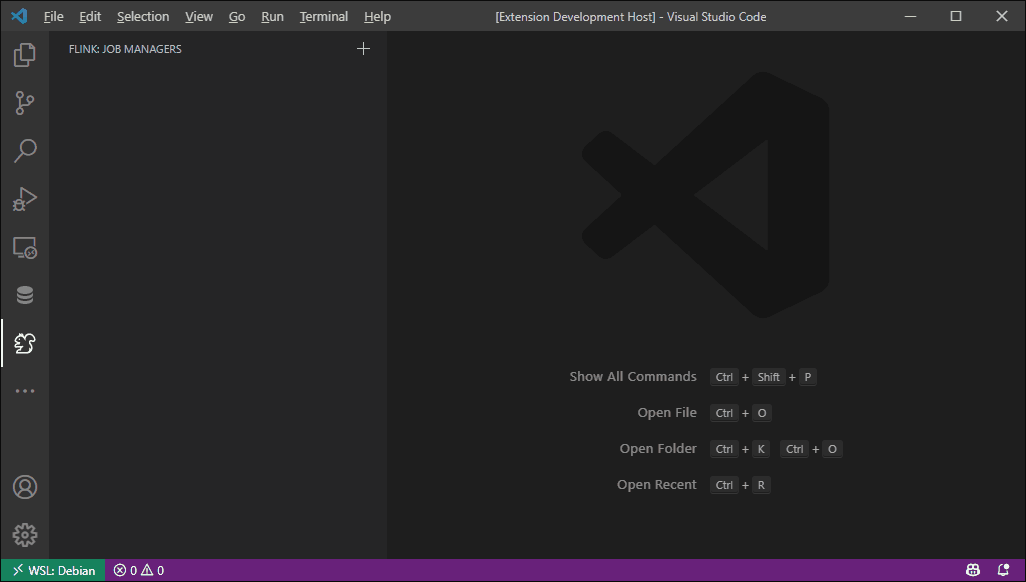 File Edit Selection View Go Run Terminal Help [Extension Development Host] - Visual Studio Code
FLINK: JOB MANAGERS
Show All Commands Ctrl + Shift + P
Open File Ctrl + O
Open Folder Ctrl + K Ctrl + O
Open Recent Ctrl + R
WSL: Debian 0 0